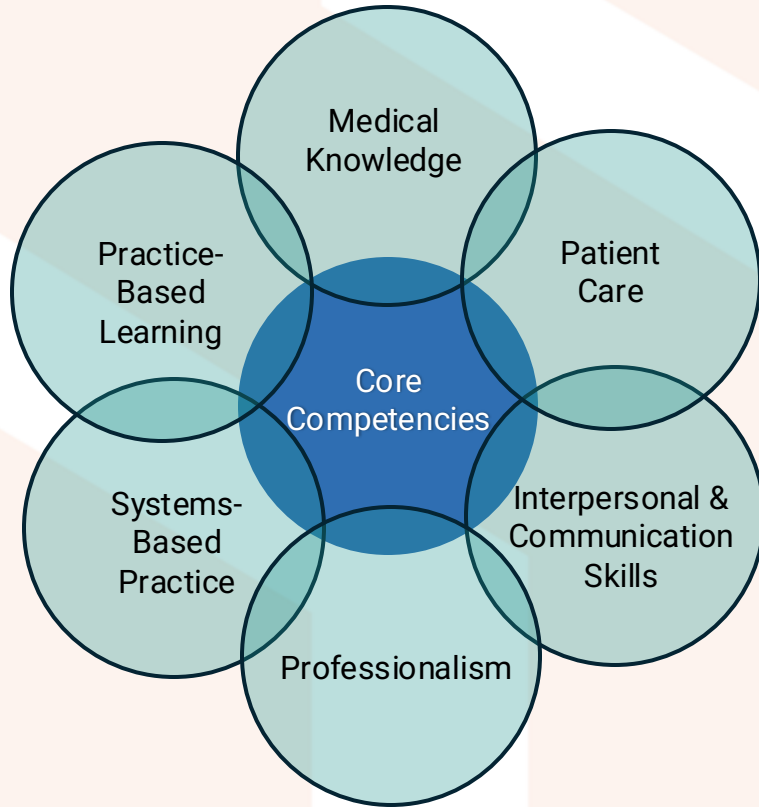 Medical
Knowledge
Practice-
Based
Learning
Patient
Care
Core
Competencies
Systems-
Based
Practice
Interpersonal &
Communication
Skills
Professionalism